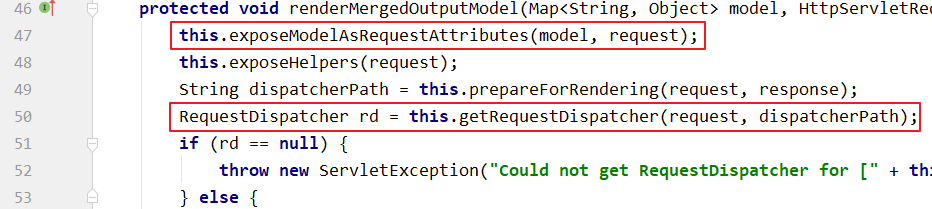 46 protected void renderMergedOutputModel(Map<String, Object> model, HttpServletReq
47 this.exposeModelAsRequestAttributes(model, request);
48 this.exposeHelpers(request);
49 String dispatcherPath = this.prepareForRendering(request, response);
50 RequestDispatcher rd = this.getRequestDispatcher(request, dispatcherPath);
51 if (rd == null) {
52 throw new ServletException("Could not get RequestDispatcher for [" + thi
53 } else {